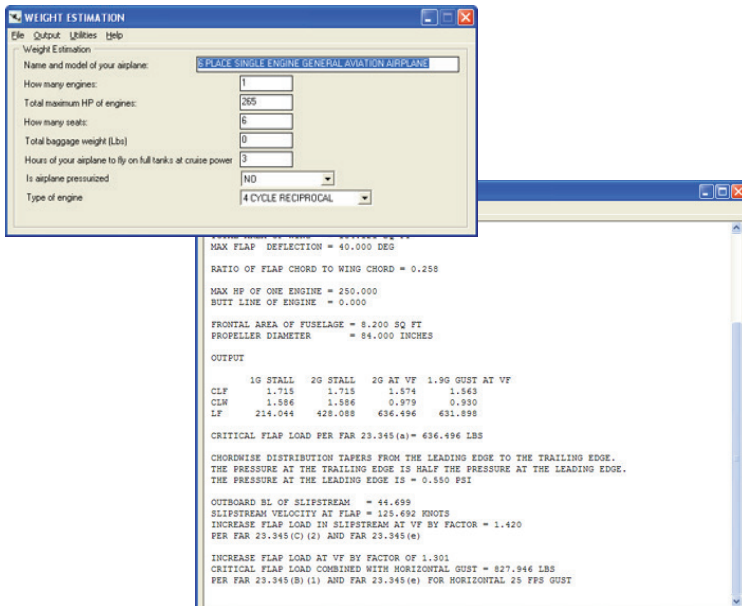 WEIGHT ESTIMATION
File Output Utilities Help
Weight Estimation
Name and model of your airplane: 6 PLACE SINGLE ENGINE GENERAL AVIATION AIRPLANE
How many engines: 1
Total maximum HP of engines: 265
How many seats: 6
Total baggage weight (Lbs) 0
Hours of your airplane to fly on full tanks at cruise power 3
Is airplane pressurized NO
Type of engine 4 CYCLE RECIPROCAL
MAX FLAP DEFLECTION = 40.000 DEG
RATIO OF FLAP CHORD TO WING CHORD = 0.258
MAX HP OF ONE ENGINE = 250.000
BUTT LINE OF ENGINE = 0.000
FRONTAL AREA OF FUSELAGE = 8.200 SQ FT
PROPELLER DIAMETER = 84.000 INCHES
OUTPUT
1G STALL 2G STALL 2G AT VF 1.9G GUST AT VF
CLF 1.715 1.715 1.574 1.563
CLW 1.586 1.586 0.979 0.930
LF 214.044 428.088 636.496 631.898
CRITICAL FLAP LOAD PER FAR 23.345(a)= 636.496 LBS
CHORDWISE DISTRIBUTION TAPERS FROM THE LEADING EDGE TO THE TRAILING EDGE.
THE PRESSURE AT THE TRAILING EDGE IS HALF THE PRESSURE AT THE LEADING EDGE.
THE PRESSURE AT THE LEADING EDGE IS = 0.550 PSI
OUTBOARD BL OF SLIPSTREAM = 44.699
SLIPSTREAM VELOCITY AT FLAP = 125.692 KNOTS
INCREASE FLAP LOAD IN SLIPSTREAM AT VF BY FACTOR = 1.420
PER FAR 23.345(C)(2) AND FAR 23.345(e)
INCREASE FLAP LOAD AT VF BY FACTOR OF 1.301
CRITICAL FLAP LOAD COMBINED WITH HORIZONTAL GUST = 827.946 LBS
PER FAR 23.345(B)(1) AND FAR 23.345(e) FOR HORIZONTAL 25 FPS GUST